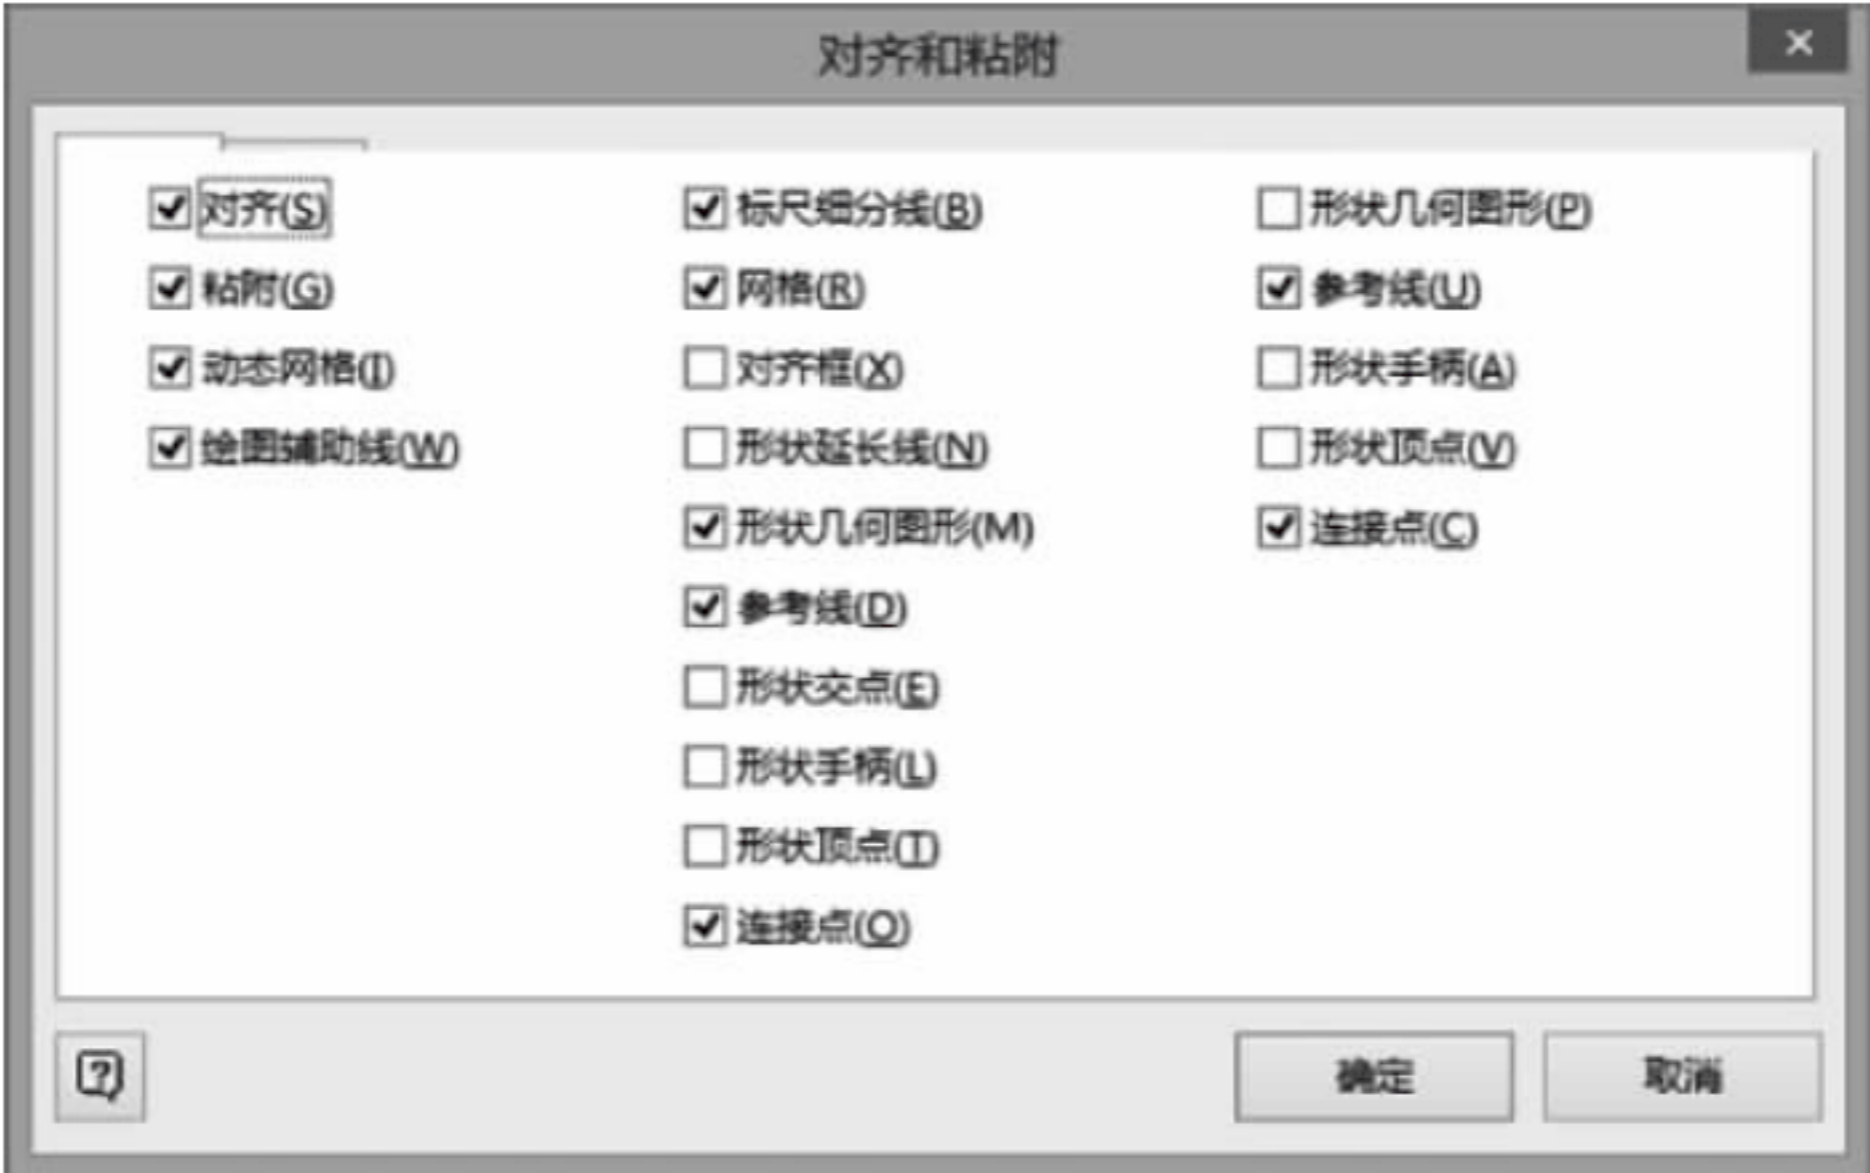 对齐和粘附
对齐(S) 标尺细分线(B) 形状几何图形(P)
粘附(G) 网格(R) 参考线(U)
动态网格(I) 对齐框(X) 形状手柄(A)
绘图辅助线(W) 形状延长线(N) 形状顶点(V)
形状几何图形(M) 连接点(C)
参考线(D)
形状交点(E)
形状手柄(L)
形状顶点(T)
连接点(O)
确定 取消